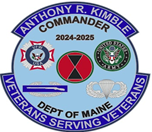 ANTHONY R. KIMBLE
COMMANDER
2024-2025
DEPT OF MAINE
VETERANS SERVING VETERANS